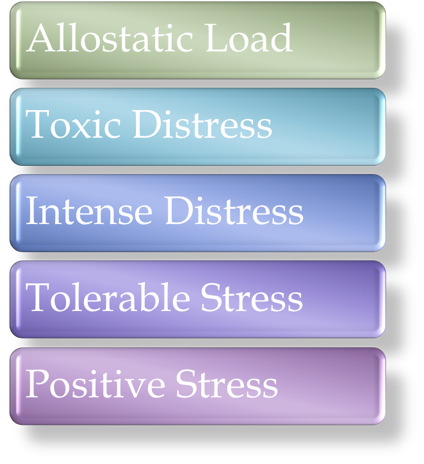 Allostatic Load
Toxic Distress
Intense Distress
Tolerable Stress
Positive Stress